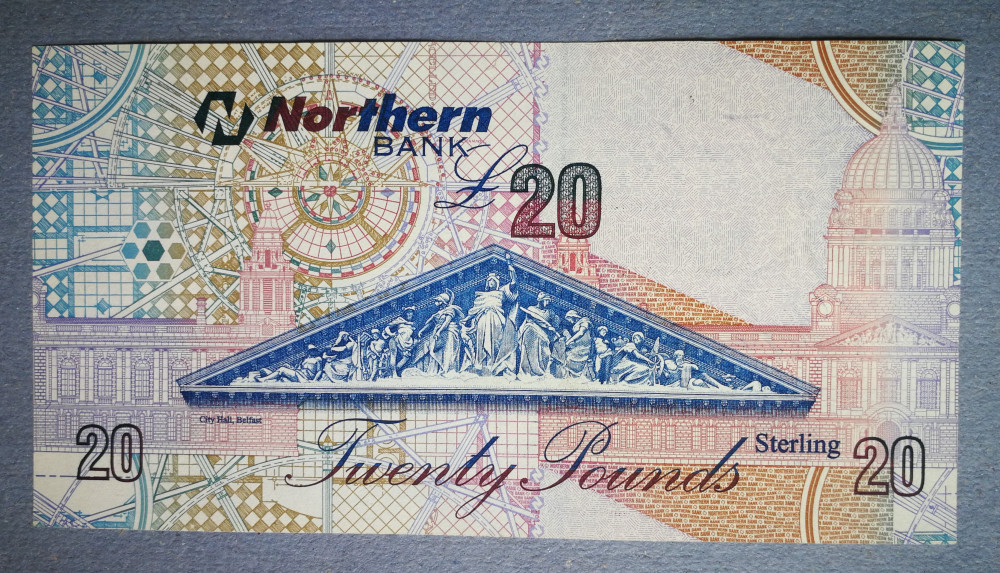 Northern
BANK
£20
City Hall, Belfast
20
Twenty Pounds
Sterling
20